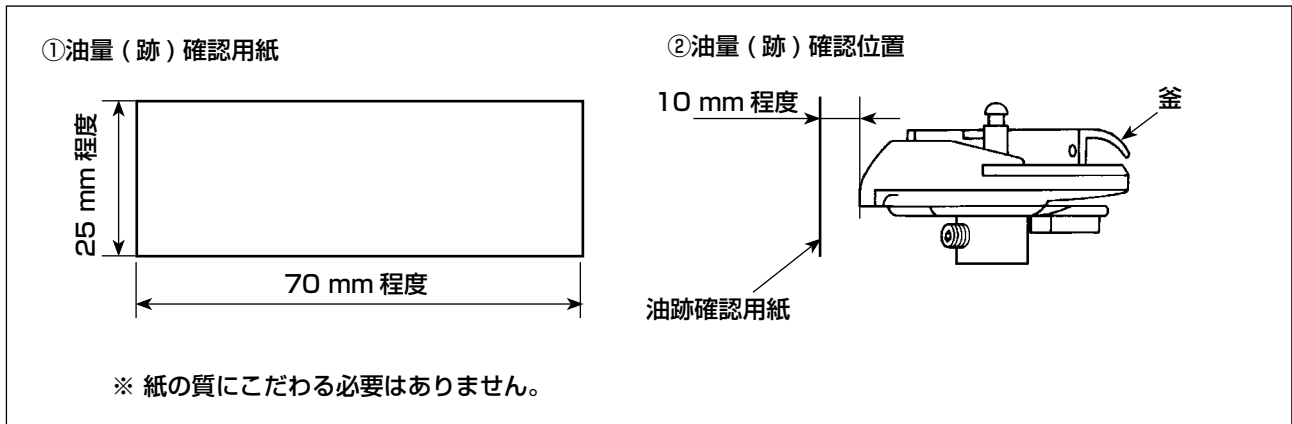 ①油量 ( 跡 ) 確認用紙
25 mm 程度
70 mm 程度
※ 紙の質にこだわる必要はありません。
②油量 ( 跡 ) 確認位置
10 mm 程度
釜
油跡確認用紙